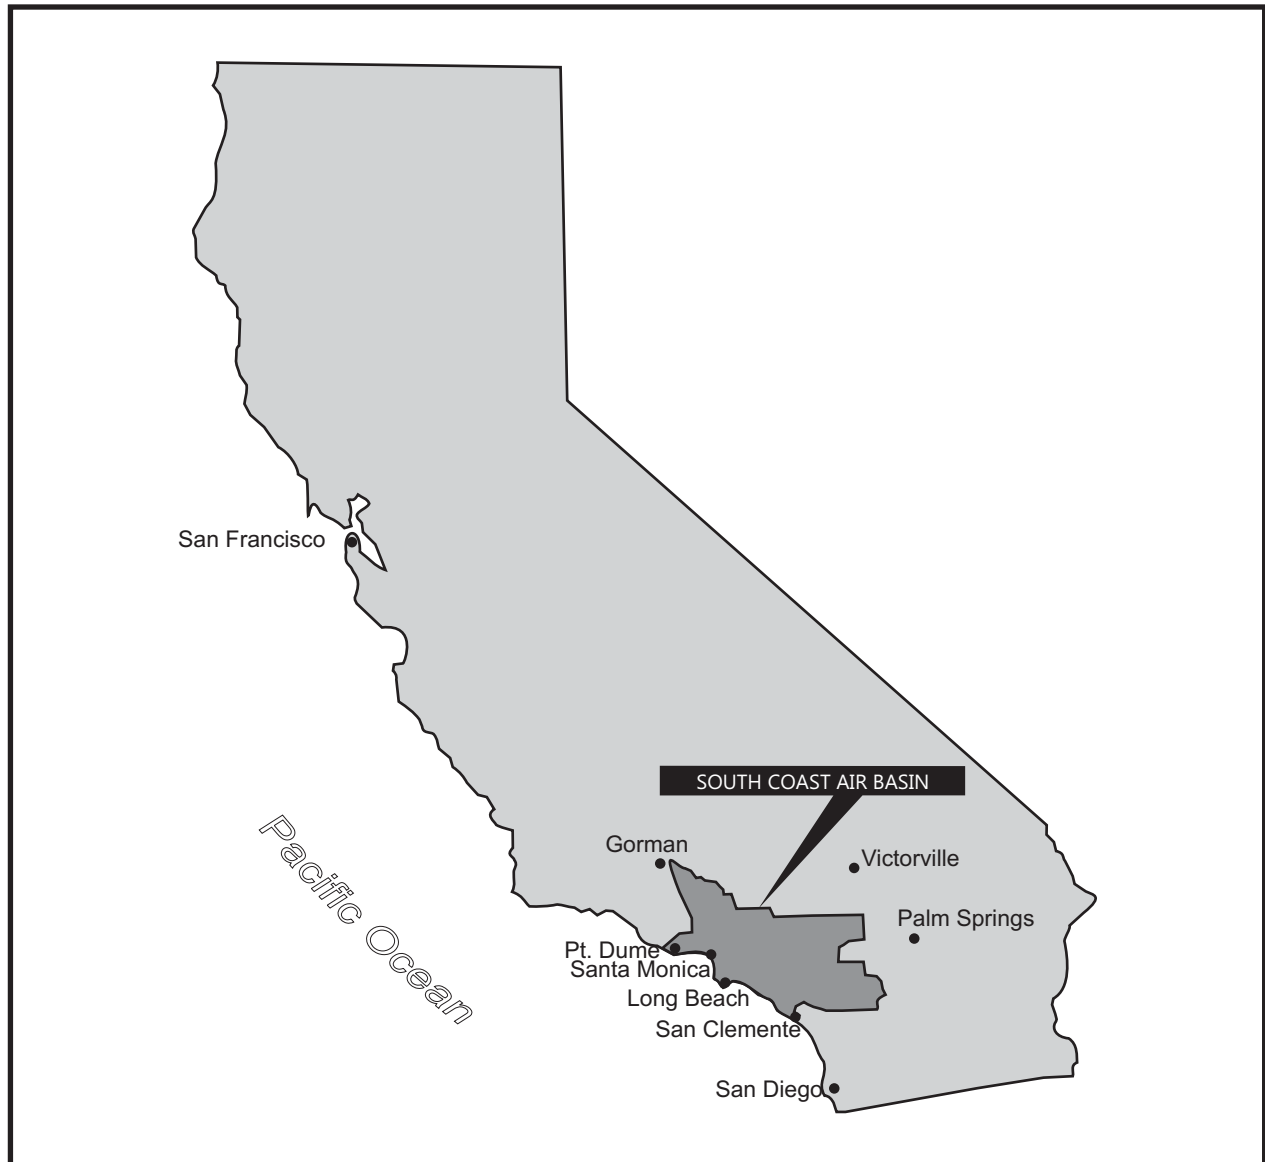 San Francisco
SOUTH COAST AIR BASIN
Gorman
Victorville
Palm Springs
Pacific Ocean
Pt. Dume
Santa Monica
Long Beach
San Clemente
San Diego